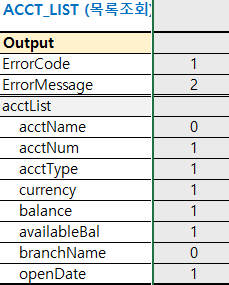 ACCT_LIST (목록조회)
Output
ErrorCode 1
ErrorMessage 2
acctList
acctName 0
acctNum 1
acctType 1
currency 1
balance 1
availableBal 1
branchName 0
openDate 1